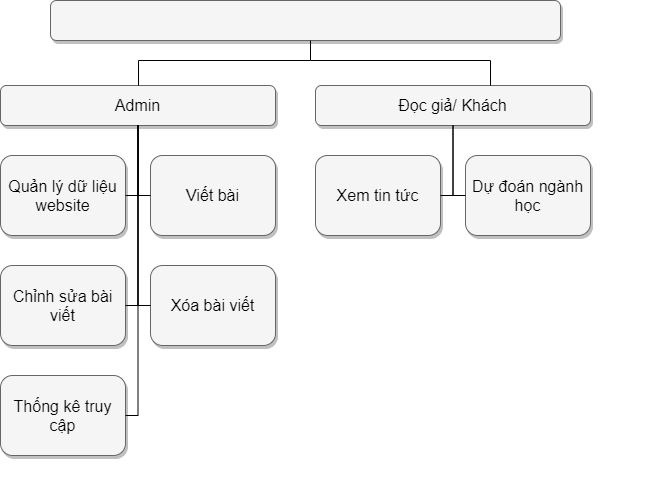 Admin
Đọc giả/ Khách
Quản lý dữ liệu
website
Viết bài
Xem tin tức
Dự đoán ngành
học
Chỉnh sửa bài
viết
Xóa bài viết
Thống kê truy
cập